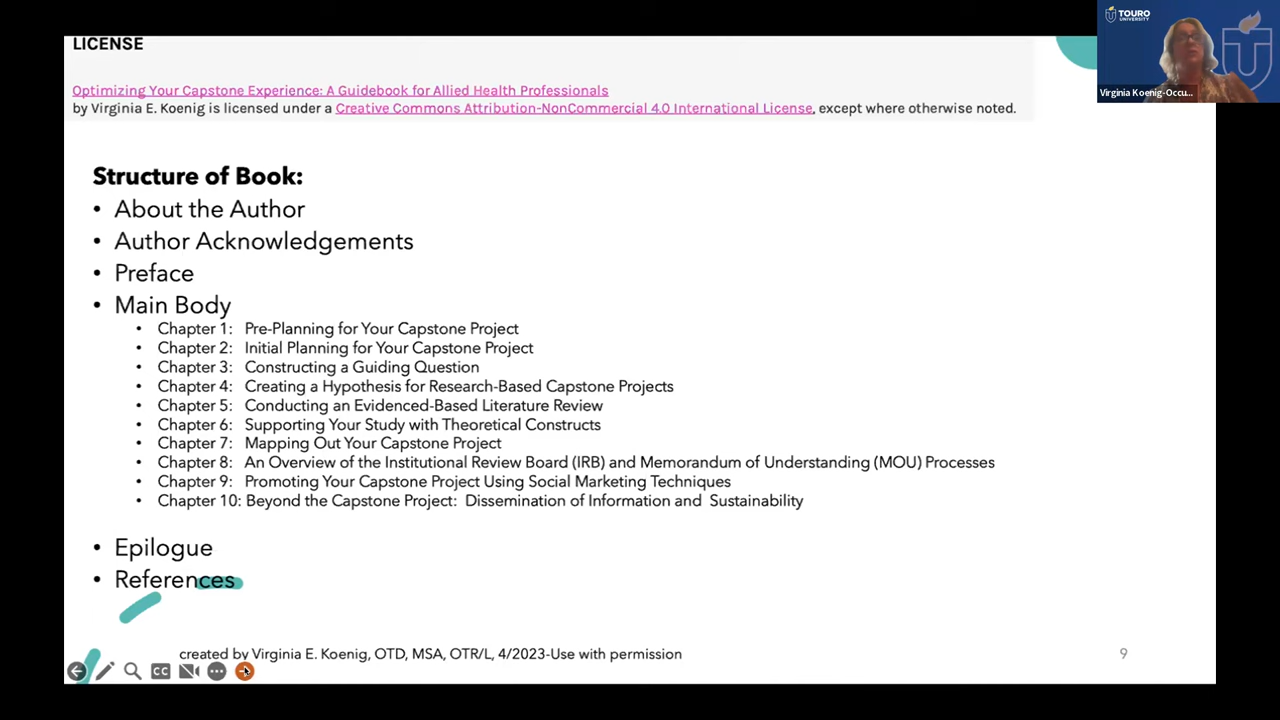 LICENSE
TOURO
UNIVERSITY
Optimizing Your Capstone Experience: A Guidebook for Allied Health Professionals
by Virginia E. Koenig is licensed under a Creative Commons Attribution-NonCommercial 4.0 International License, except where otherwise noted.
Virginia Koenig-Occu...
Structure of Book:
• About the Author
• Author Acknowledgements
• Preface
• Main Body
• Chapter 1: Pre-Planning for Your Capstone Project
• Chapter 2: Initial Planning for Your Capstone Project
• Chapter 3: Constructing a Guiding Question
• Chapter 4: Creating a Hypothesis for Research-Based Capstone Projects
• Chapter 5: Conducting an Evidenced-Based Literature Review
• Chapter 6: Supporting Your Study with Theoretical Constructs
• Chapter 7: Mapping Out Your Capstone Project
• Chapter 8: An Overview of the Institutional Review Board (IRB) and Memorandum of Understanding (MOU) Processes
• Chapter 9: Promoting Your Capstone Project Using Social Marketing Techniques
• Chapter 10: Beyond the Capstone Project: Dissemination of Information and Sustainability
• Epilogue
• References
created by Virginia E. Koenig, OTD, MSA, OTR/L, 4/2023-Use with permission
9
CC